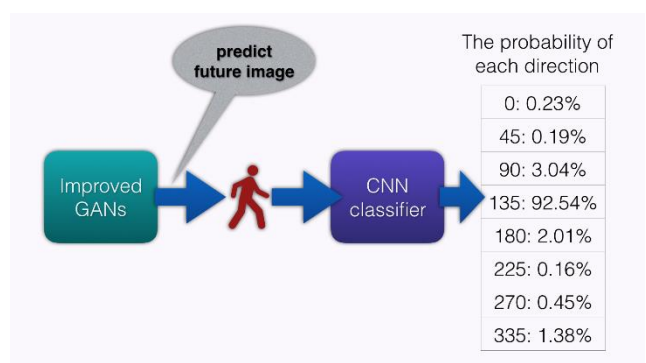 predict
future image
The probability of
each direction
Improved
GANs
CNN
classifier
0: 0.23%
45: 0.19%
90: 3.04%
135: 92.54%
180: 2.01%
225: 0.16%
270: 0.45%
335: 1.38%